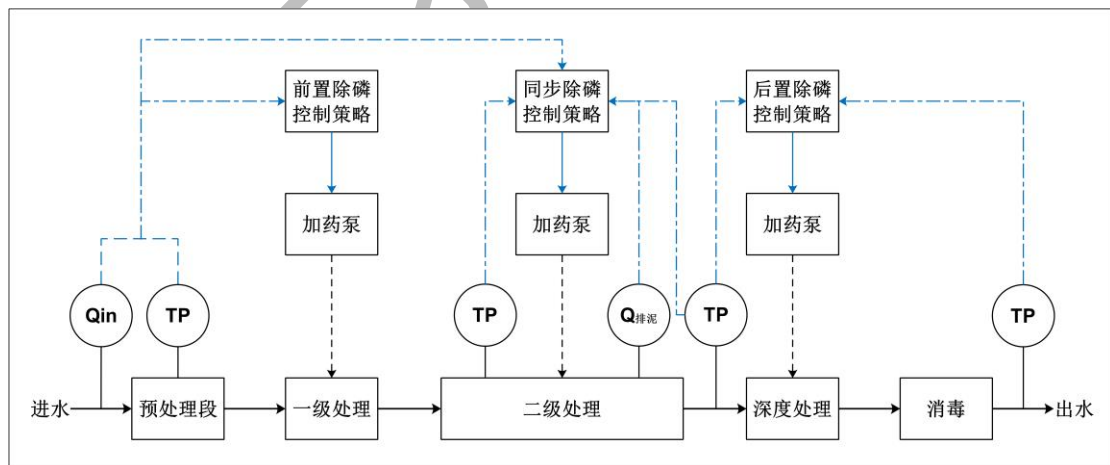 前置除磷
控制策略
同步除磷
控制策略
后置除磷
控制策略
加药泵
加药泵
加药泵
Qin
TP
TP
Q排泥
TP
TP
进水
预处理段
一级处理
二级处理
深度处理
消毒
出水